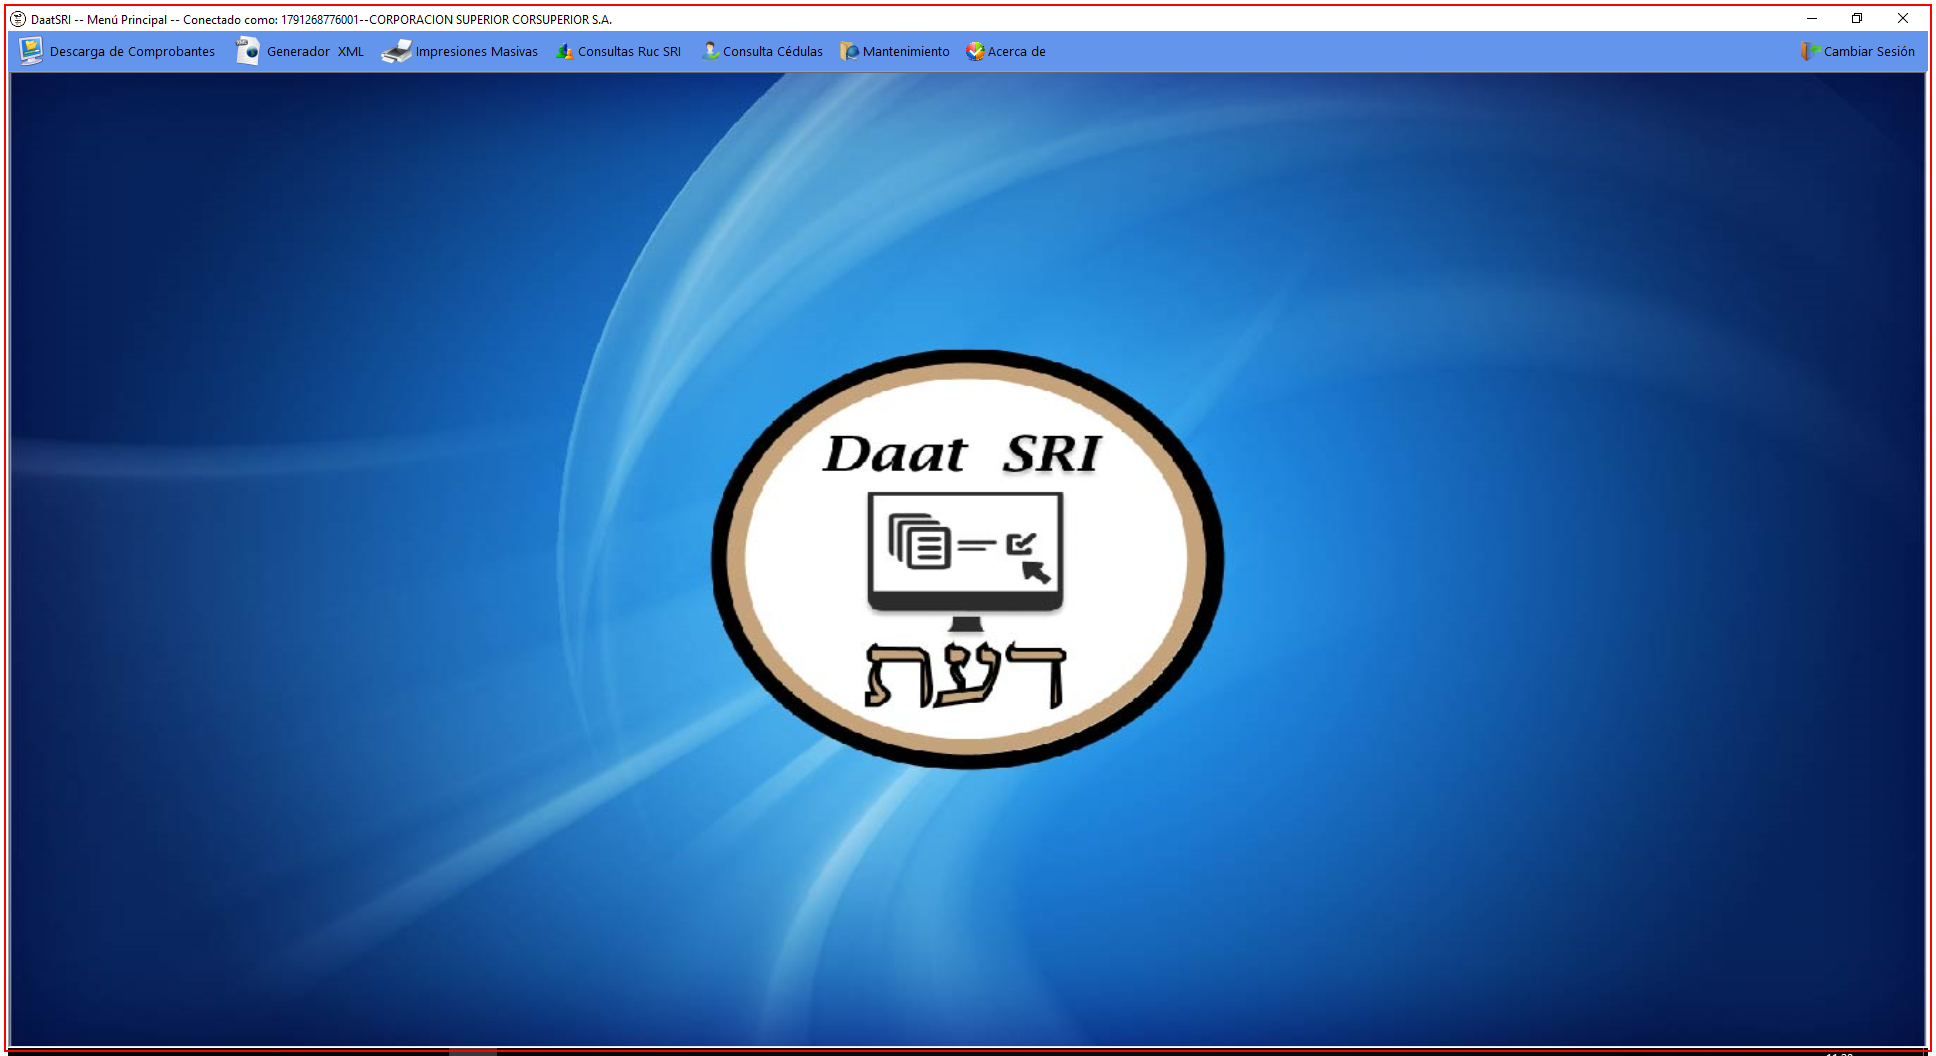 DaatSRI -- Menú Principal -- Conectado como: 1791268776001--CORPORACION SUPERIOR CORSUPERIOR S.A.
Descarga de Comprobantes Generador XML Impresiones Masivas Consultas Ruc SRI Consulta Cédulas Mantenimiento Acerca de Cambiar Sesión
Daat SRI
דעת